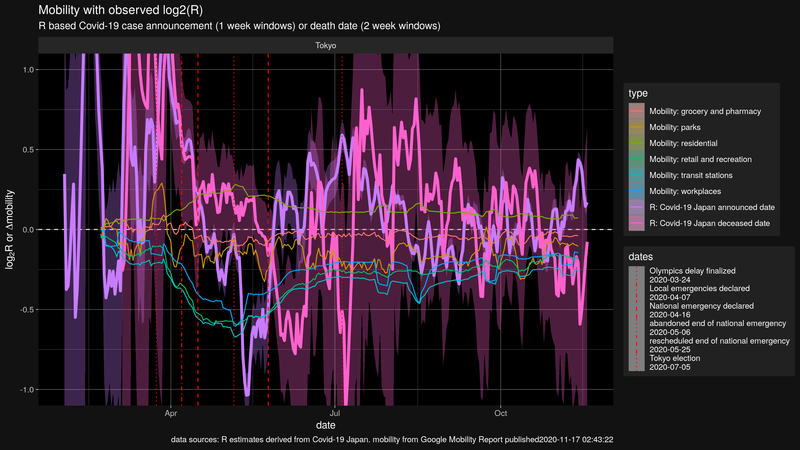 Mobility with observed log2(R)
R based Covid-19 case announcement (1 week windows) or death date (2 week windows)
Tokyo
1.0
0.5
0.0
-0.5
-1.0
log₂R or Δmobility
Apr
Jul
Oct
date
type
Mobility: grocery and pharmacy
Mobility: parks
Mobility: residential
Mobility: retail and recreation
Mobility: transit stations
Mobility: workplaces
R: Covid-19 Japan announced date
R: Covid-19 Japan deceased date
dates
Olympics delay finalized
2020-03-24
Local emergencies declared
2020-04-07
National emergency declared
2020-04-16
abandoned end of national emergency
2020-05-06
rescheduled end of national emergency
2020-05-25
Tokyo election
2020-07-05
data sources: R estimates derived from Covid-19 Japan. mobility from Google Mobility Report published2020-11-17 02:43:22